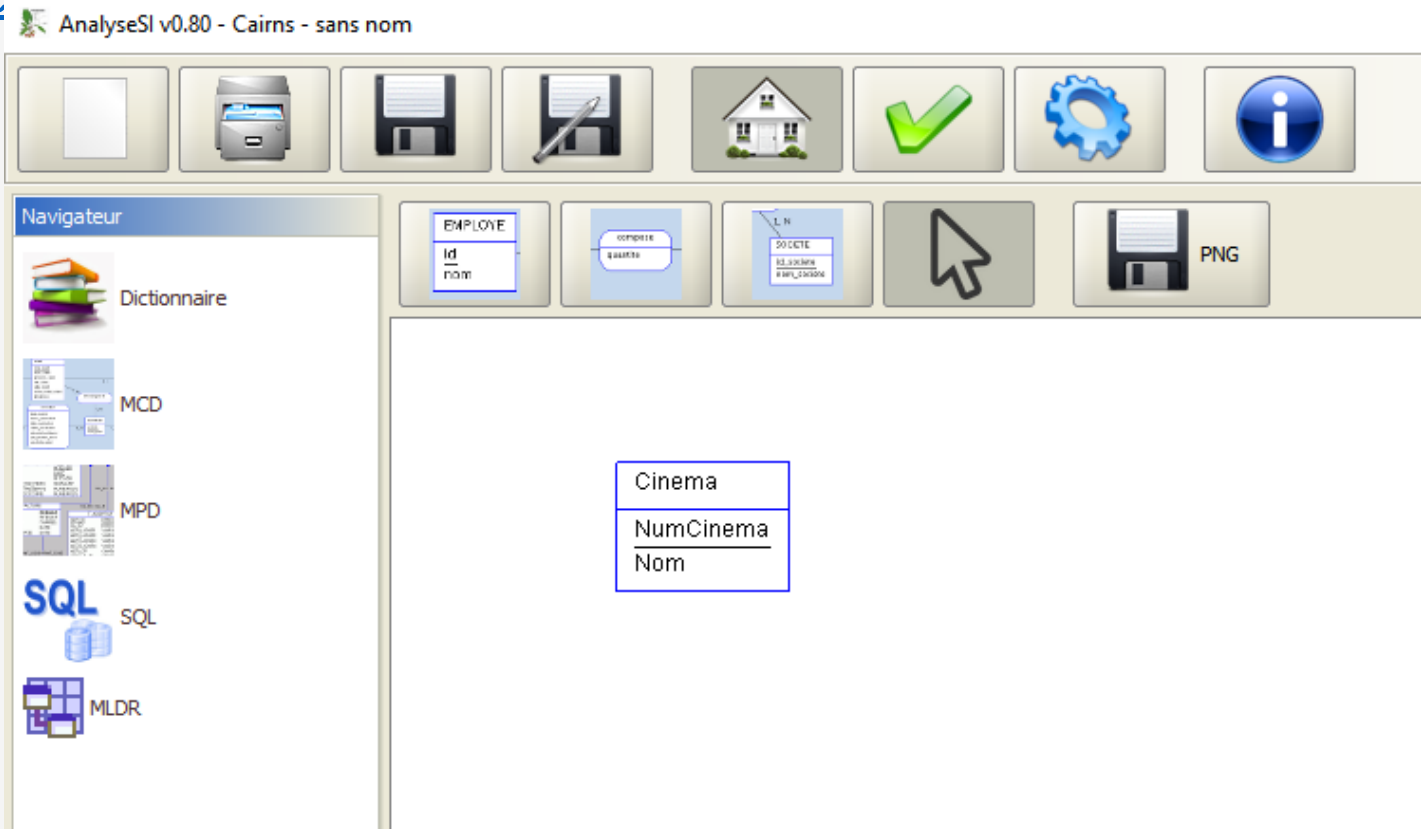 AnalyseSI v0.80 - Cairns - sans nom
Navigateur
Dictionnaire
MCD
MPD
SQL
SQL
MLDR
EMPLOYE
id
nom
compose
quantite
1, N
SOCIETE
id_societe
nom_societe
PNG
Cinema
NumCinema
Nom